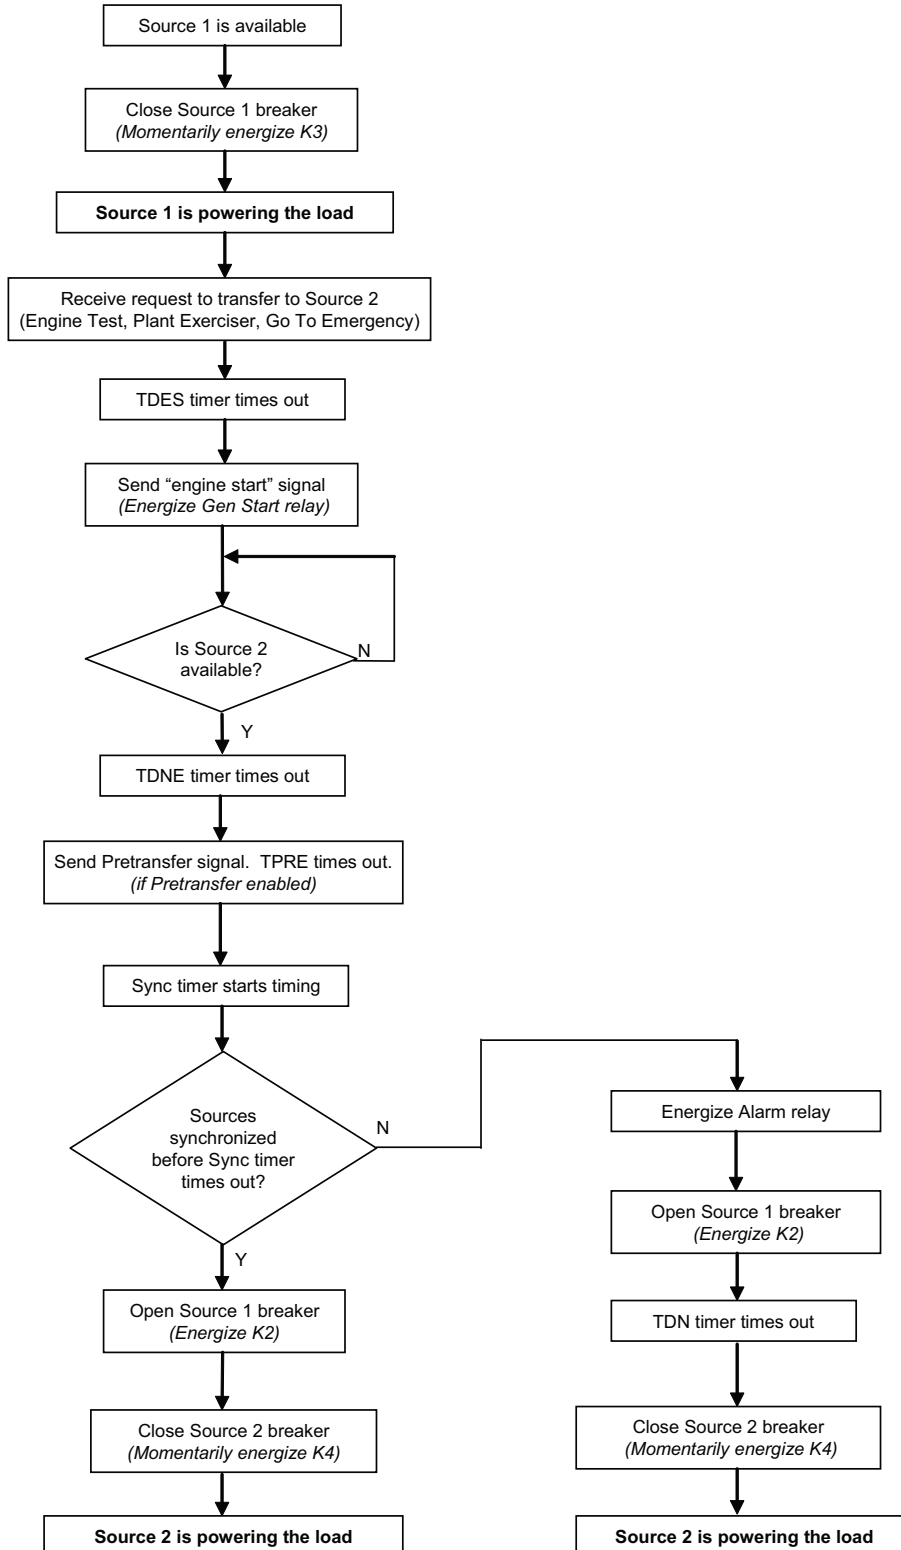 Source 1 is available
Close Source 1 breaker
(Momentarily energize K3)
Source 1 is powering the load
Receive request to transfer to Source 2
(Engine Test, Plant Exerciser, Go To Emergency)
TDES timer times out
Send “engine start” signal
(Energize Gen Start relay)
Is Source 2
available?
N
Y
TDNE timer times out
Send Pretransfer signal.  TPRE times out.
(if Pretransfer enabled)
Sync timer starts timing
Sources
synchronized
before Sync timer
times out?
N
Y
Open Source 1 breaker
(Energize K2)
Close Source 2 breaker
(Momentarily energize K4)
Source 2 is powering the load
Energize Alarm relay
Open Source 1 breaker
(Energize K2)
TDN timer times out
Close Source 2 breaker
(Momentarily energize K4)
Source 2 is powering the load